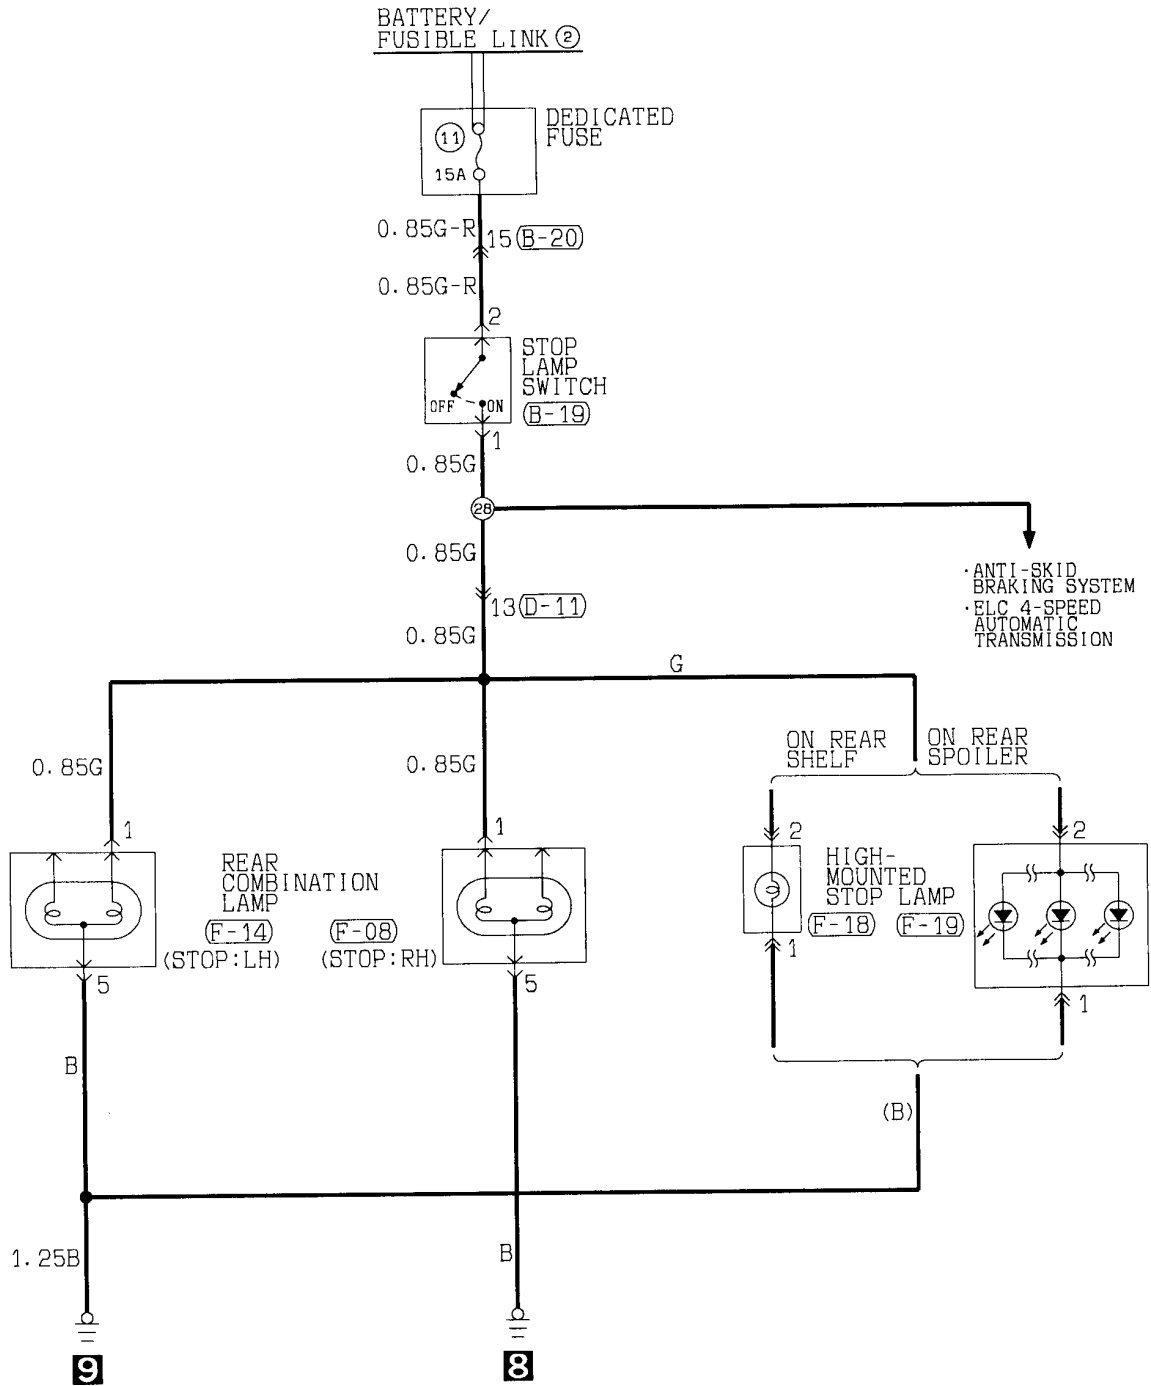 BATTERY/
FUSIBLE LINK ②
DEDICATED
FUSE
11
15A
0.85G-R
15 B-20
0.85G-R
2
STOP
LAMP
SWITCH
B-19
OFF ON
1
0.85G
28
0.85G
·ANTI-SKID
BRAKING SYSTEM
·ELC 4-SPEED
AUTOMATIC
TRANSMISSION
13 D-11
0.85G
G
ON REAR
SHELF
ON REAR
SPOILER
0.85G
0.85G
1
1
2
2
REAR
COMBINATION
LAMP
F-14 F-08
(STOP:LH) (STOP:RH)
HIGH-
MOUNTED
STOP LAMP
F-18 F-19
1
5
5
1
B
(B)
1.25B
B
9
8